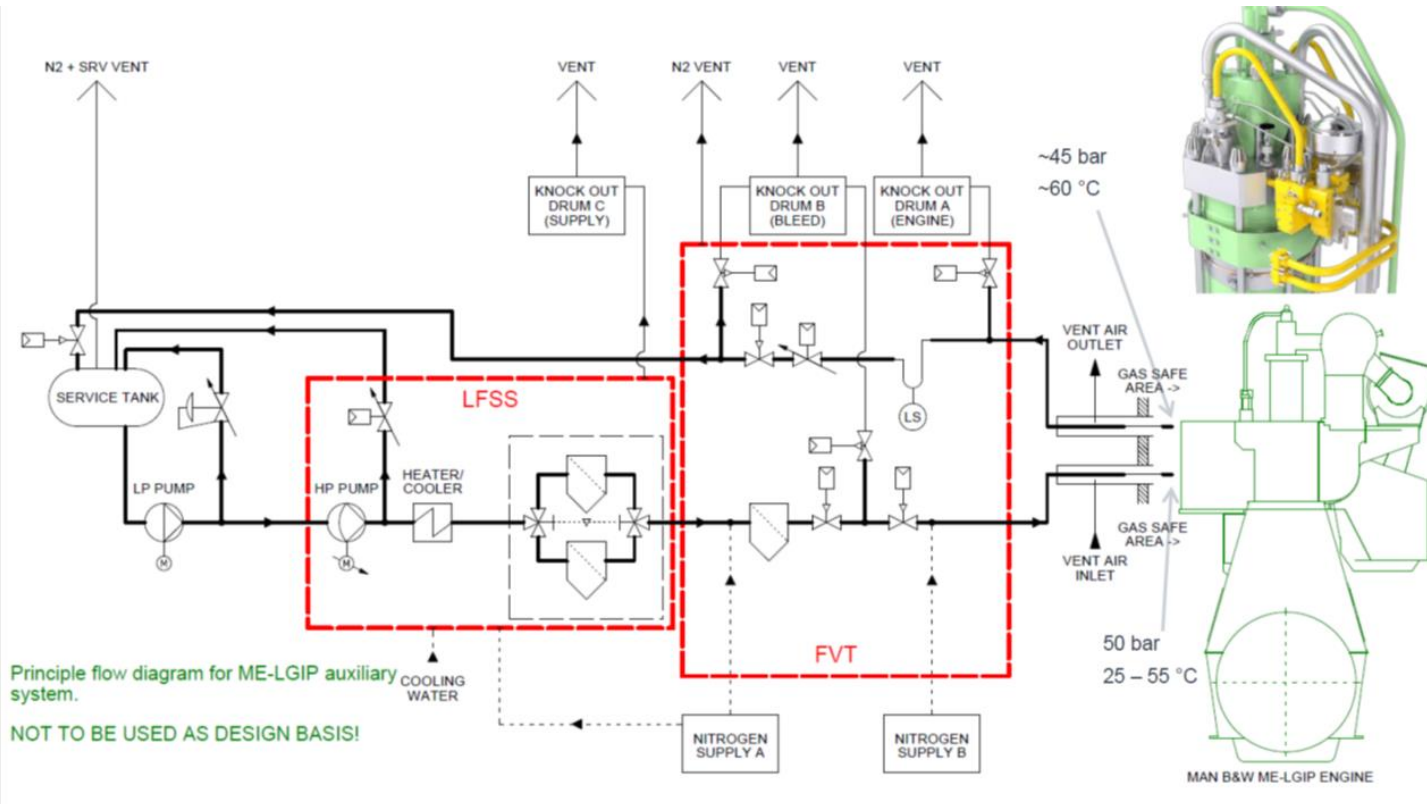 N2 + SRV VENT
VENT
N2 VENT
VENT
VENT
~45 bar
~60 °C
KNOCK OUT
DRUM C
(SUPPLY)
KNOCK OUT
DRUM B
(BLEED)
KNOCK OUT
DRUM A
(ENGINE)
VENT AIR
OUTLET
GAS SAFE
AREA ->
SERVICE TANK
LFSS
LS
LP PUMP
HP PUMP
HEATER/
COOLER
M
M
GAS SAFE
AREA ->
VENT AIR
INLET
FVT
50 bar
25 – 55 °C
Principle flow diagram for ME-LGIP auxiliary
system.
COOLING
WATER
NOT TO BE USED AS DESIGN BASIS!
NITROGEN
SUPPLY A
NITROGEN
SUPPLY B
MAN B&W ME-LGIP ENGINE